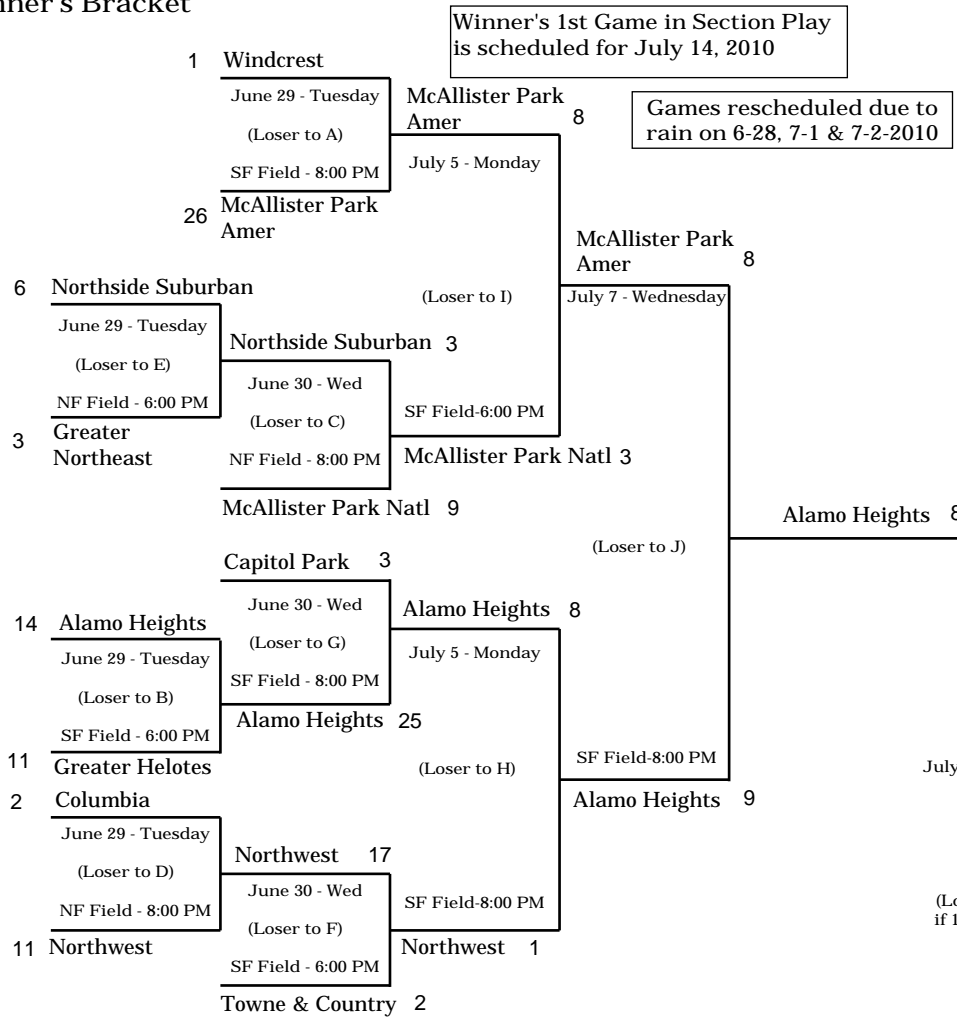 nner's Bracket
Winner's 1st Game in Section Play
is scheduled for July 14, 2010
Games rescheduled due to
rain on 6-28, 7-1 & 7-2-2010
1 Windcrest
June 29 - Tuesday
(Loser to A)
SF Field - 8:00 PM
26 McAllister Park
Amer
McAllister Park
Amer 8
July 5 - Monday
(Loser to I)
SF Field-6:00 PM
6 Northside Suburban
June 29 - Tuesday
(Loser to E)
NF Field - 6:00 PM
3 Greater
Northeast
Northside Suburban 3
June 30 - Wed
(Loser to C)
NF Field - 8:00 PM
McAllister Park Natl 9
McAllister Park Natl 3
McAllister Park
Amer 8
July 7 - Wednesday
(Loser to J)
SF Field-8:00 PM
Alamo Heights 9
Alamo Heights 8
Capitol Park 3
June 30 - Wed
(Loser to G)
SF Field - 8:00 PM
Alamo Heights 25
14 Alamo Heights
June 29 - Tuesday
(Loser to B)
SF Field - 6:00 PM
11 Greater Helotes
Alamo Heights 8
July 5 - Monday
(Loser to H)
SF Field-8:00 PM
Northwest 1
2 Columbia
June 29 - Tuesday
(Loser to D)
NF Field - 8:00 PM
11 Northwest
Northwest 17
June 30 - Wed
(Loser to F)
SF Field - 6:00 PM
Towne & Country 2
July
(Lo
if 1